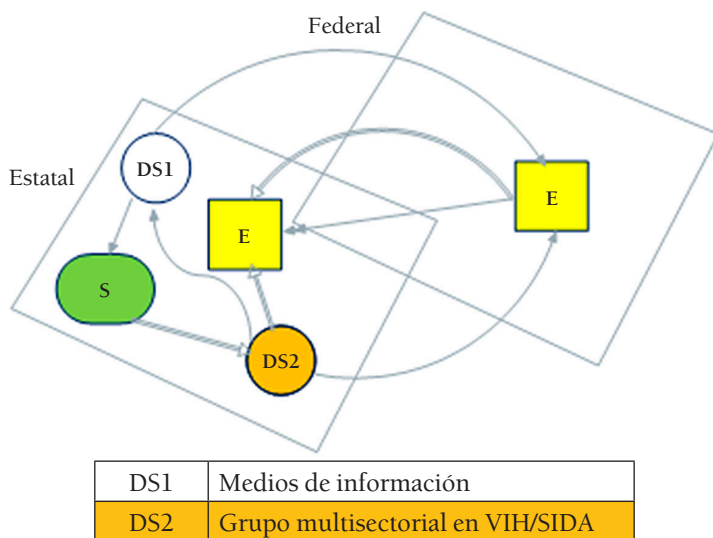 Federal
Estatal
DS1
E
E
S
DS2
DS1 Medios de información
DS2 Grupo multisectorial en VIH/SIDA